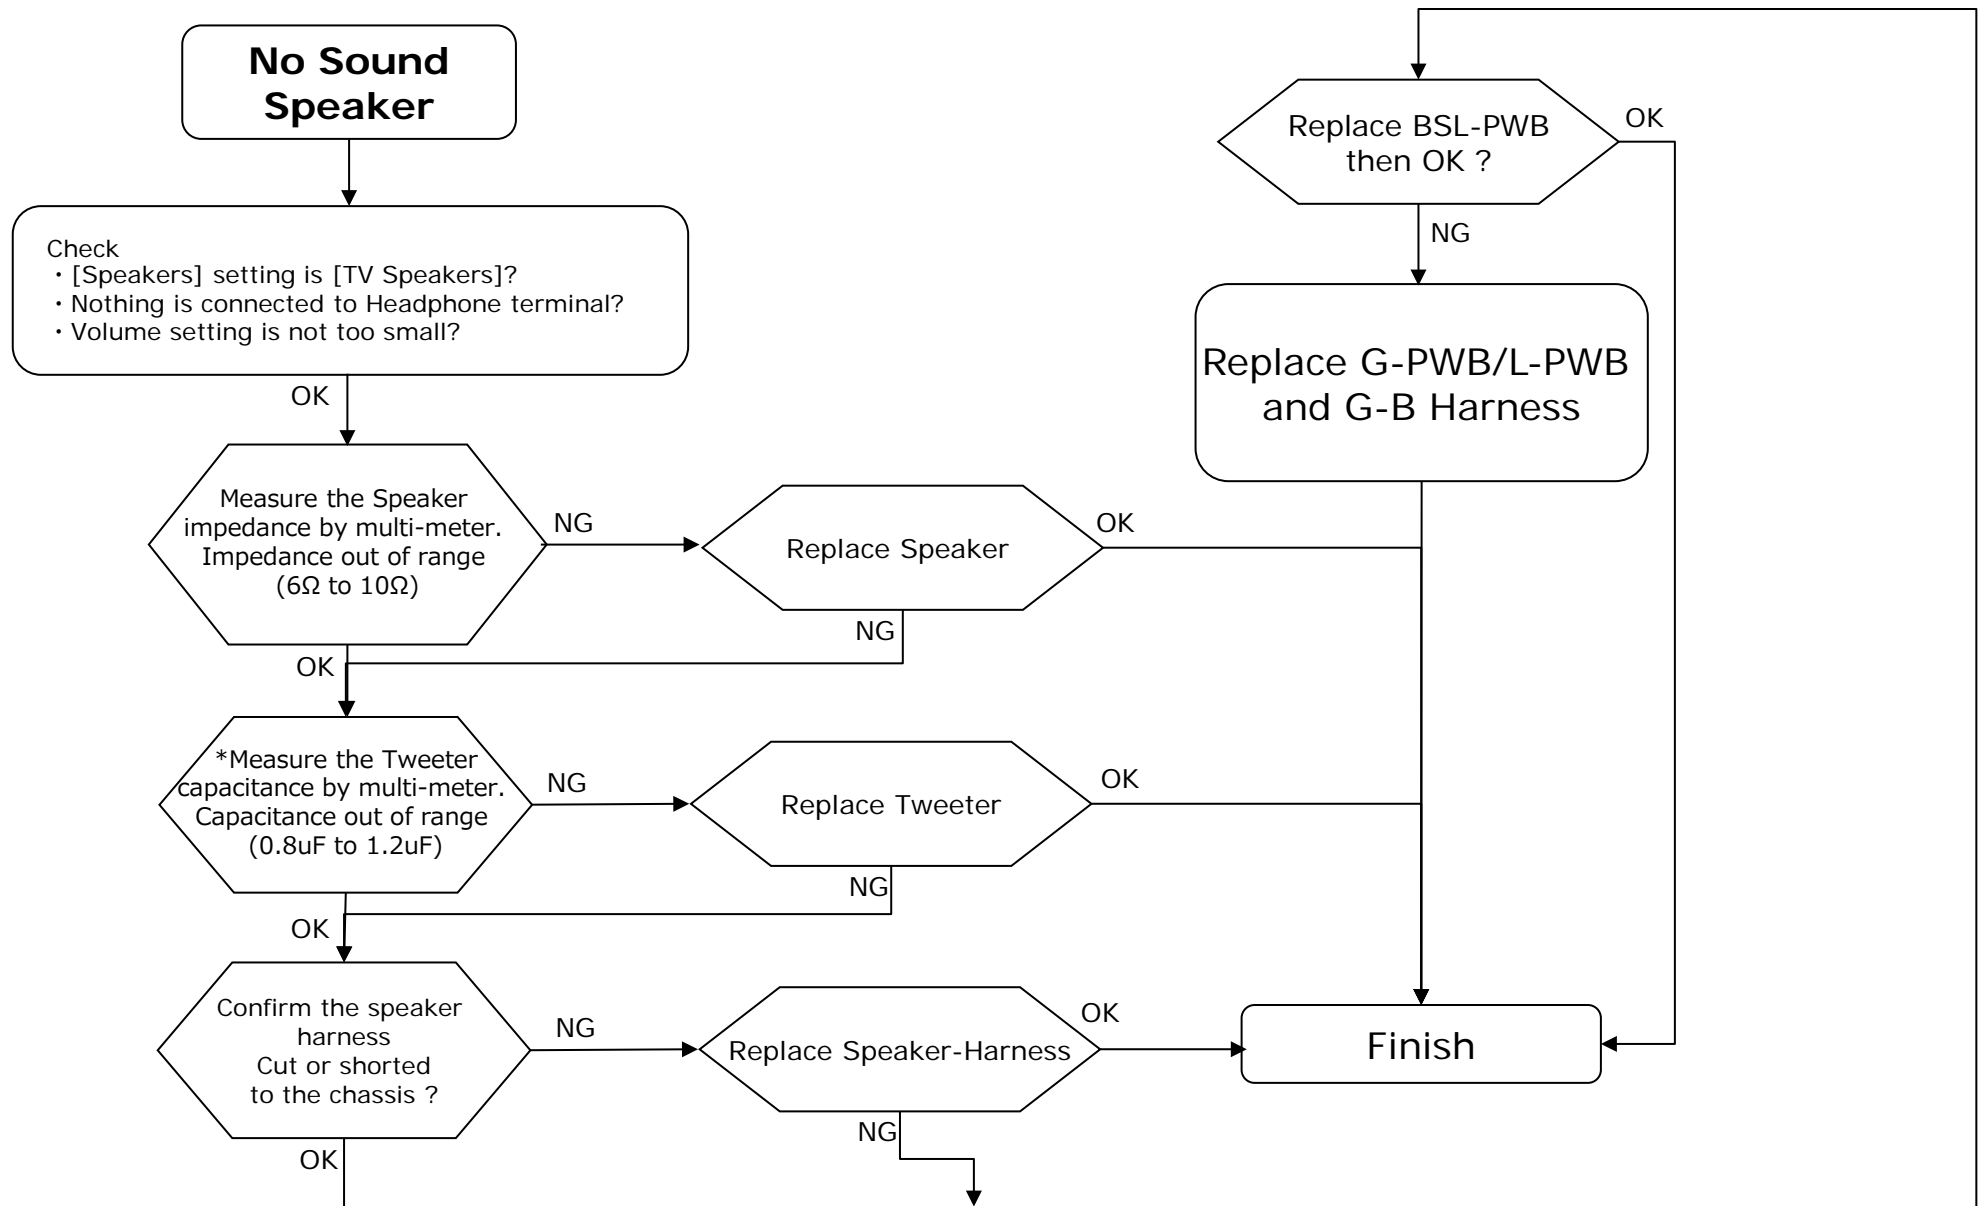 No Sound
Speaker
Check
・[Speakers] setting is [TV Speakers]?
・Nothing is connected to Headphone terminal?
・Volume setting is not too small?
OK
Measure the Speaker
impedance by multi-meter.
Impedance out of range
(6Ω to 10Ω)
NG
Replace Speaker
OK
NG
OK
*Measure the Tweeter
capacitance by multi-meter.
Capacitance out of range
(0.8uF to 1.2uF)
NG
Replace Tweeter
OK
NG
OK
Confirm the speaker
harness
Cut or shorted
to the chassis ?
NG
Replace Speaker-Harness
OK
NG
OK
Replace BSL-PWB
then OK ?
OK
NG
Replace G-PWB/L-PWB
and G-B Harness
Finish